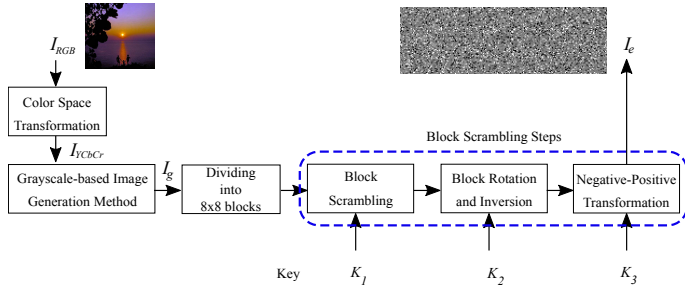 I_RGB
I_e
Color Space
Transformation
I_YCbCr
Block Scrambling Steps
Grayscale-based Image
Generation Method
I_g
Dividing
into
8x8 blocks
Block
Scrambling
Block Rotation
and Inversion
Negative-Positive
Transformation
Key
K_1
K_2
K_3